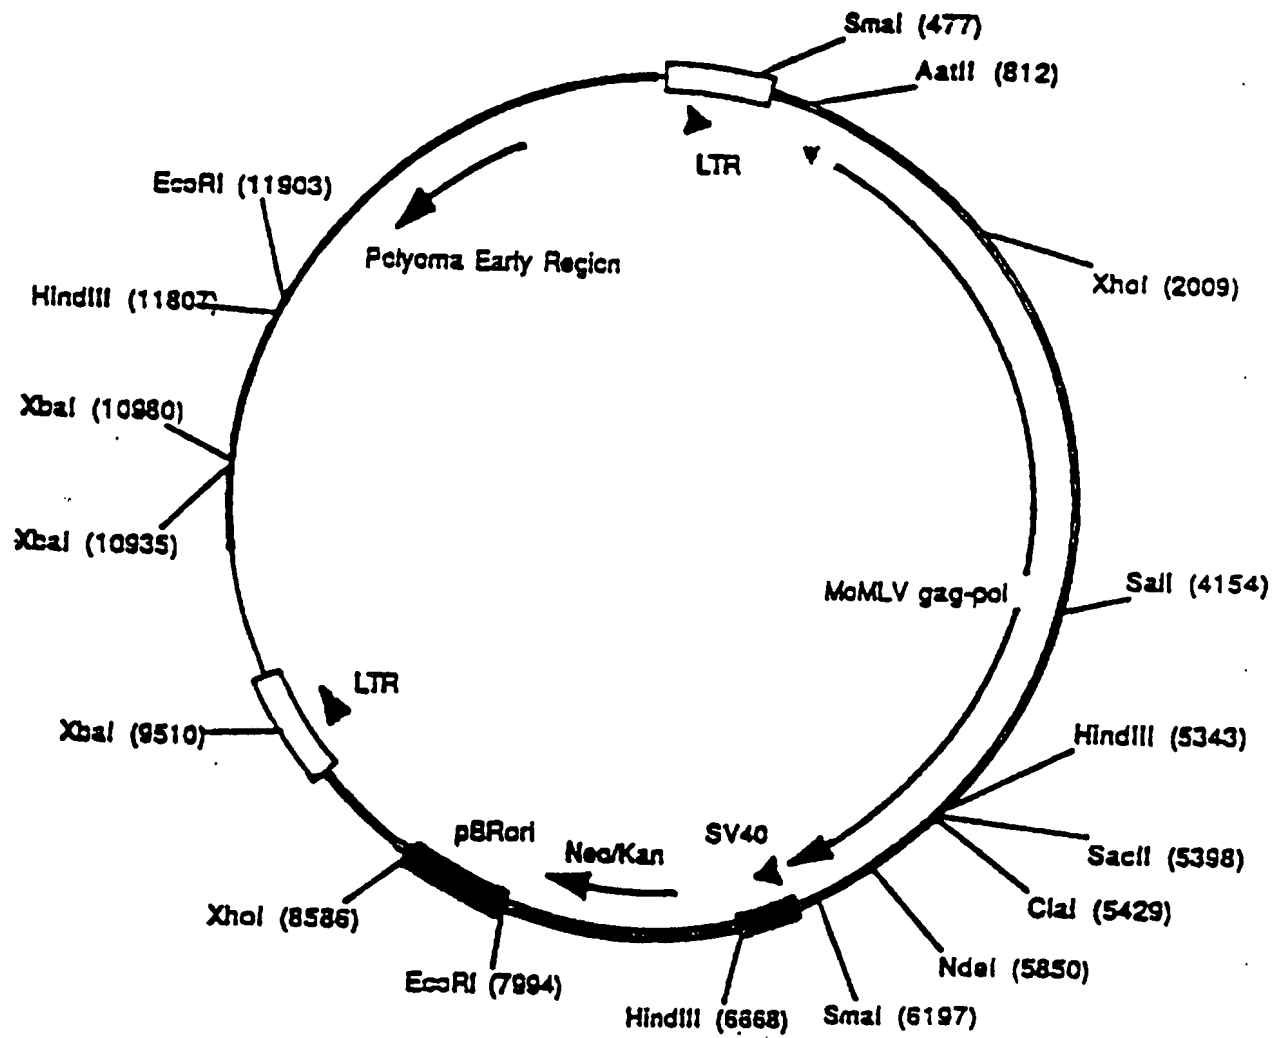 SmaI (477)
AatII (812)
LTR
Ψ
EcoRI (11903)
Polyoma Early Region
HindIII (11807)
XhoI (2009)
XbaI (10980)
XbaI (10935)
MoMLV gag-pol
SalI (4154)
LTR
XbaI (9510)
HindIII (5343)
pBRori
Neo/Kan
SV40
SacII (5398)
XhoI (8586)
ClaI (5429)
EcoRI (7994)
NdeI (5850)
HindIII (6668)
SmaI (6197)